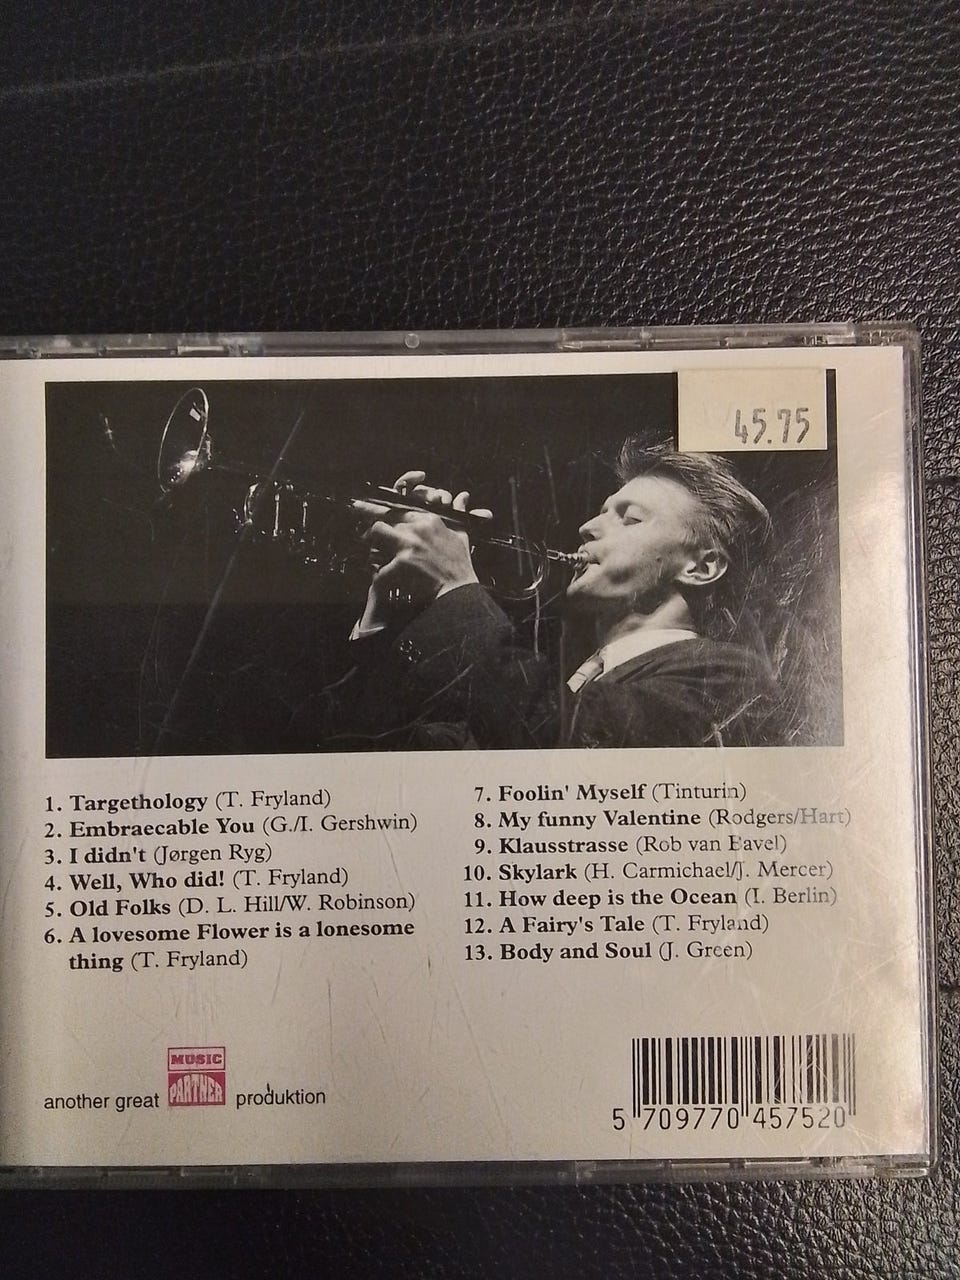 45.75
1. Targethology (T. Fryland)
2. Embraecable You (G./I. Gershwin)
3. I didn't (Jørgen Ryg)
4. Well, Who did! (T. Fryland)
5. Old Folks (D. L. Hill/W. Robinson)
6. A lovesome Flower is a lonesome
thing (T. Fryland)
7. Foolin' Myself (Tinturin)
8. My funny Valentine (Rodgers/Hart)
9. Klausstrasse (Rob van Bavel)
10. Skylark (H. Carmichael/J. Mercer)
11. How deep is the Ocean (I. Berlin)
12. A Fairy's Tale (T. Fryland)
13. Body and Soul (J. Green)
another great MUSIC PARTNER produktion
5 709770 457520